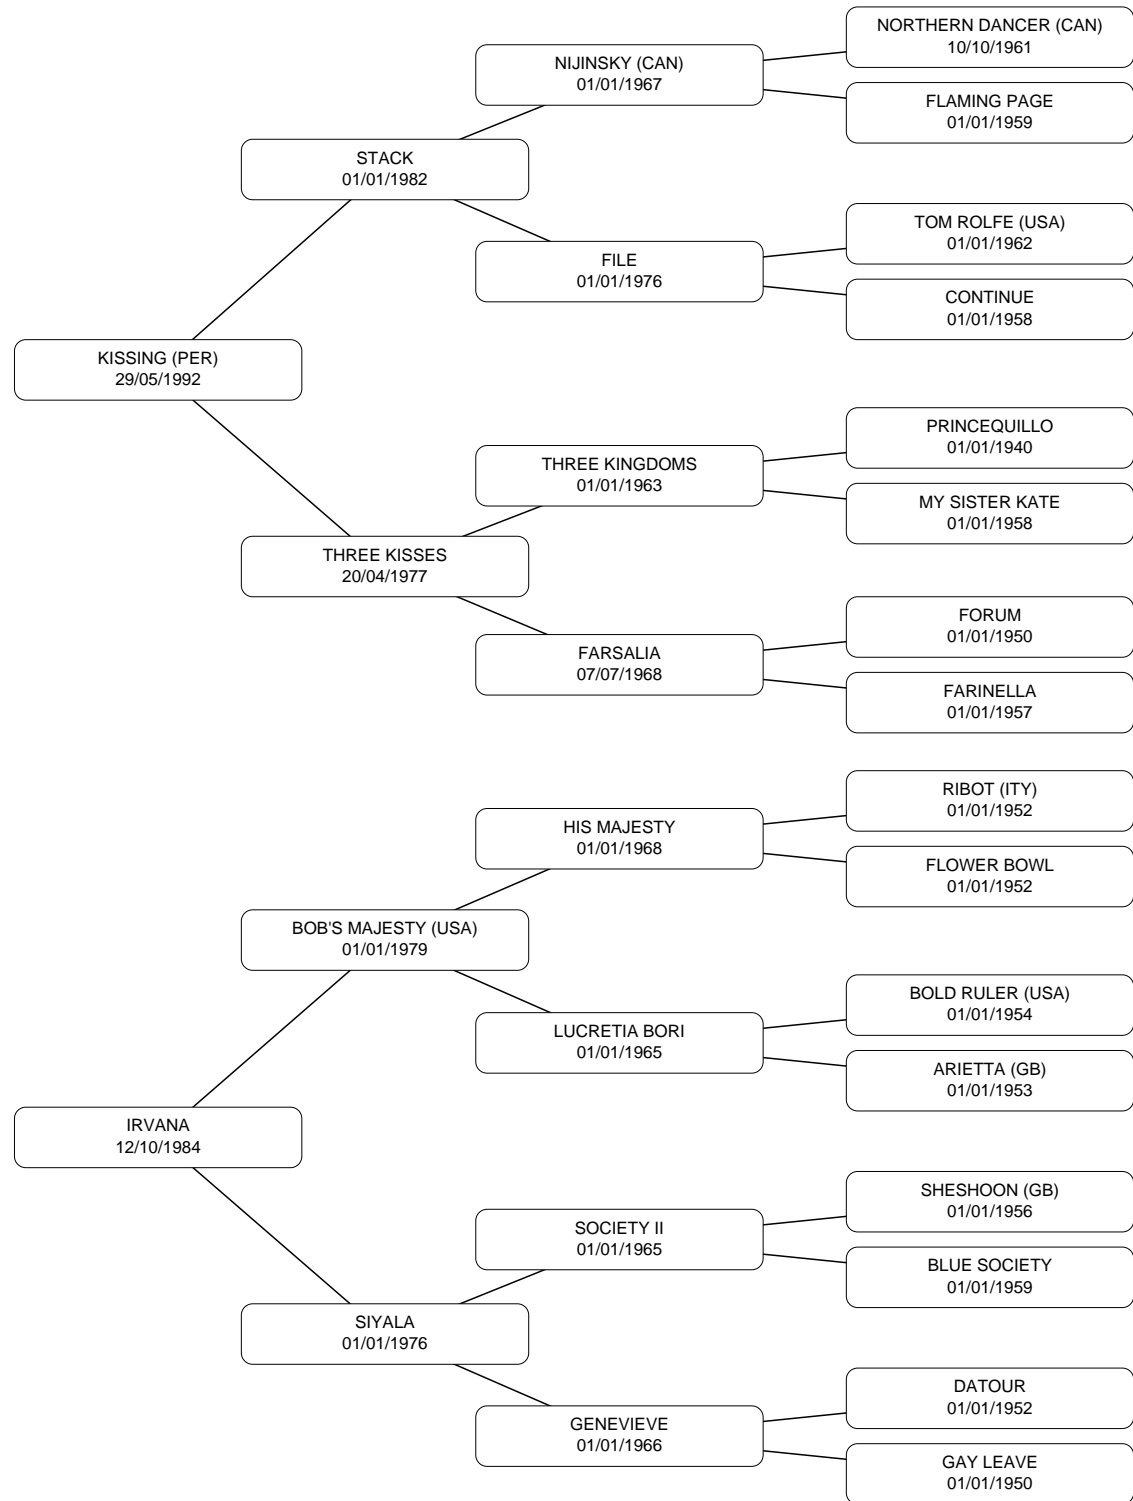 NORTHERN DANCER (CAN)
10/10/1961
NIJINSKY (CAN)
01/01/1967
FLAMING PAGE
01/01/1959
STACK
01/01/1982
TOM ROLFE (USA)
01/01/1962
FILE
01/01/1976
CONTINUE
01/01/1958
KISSING (PER)
29/05/1992
PRINCEQUILLO
01/01/1940
THREE KINGDOMS
01/01/1963
MY SISTER KATE
01/01/1958
THREE KISSES
20/04/1977
FORUM
01/01/1950
FARSALIA
07/07/1968
FARINELLA
01/01/1957
RIBOT (ITY)
01/01/1952
HIS MAJESTY
01/01/1968
FLOWER BOWL
01/01/1952
BOB'S MAJESTY (USA)
01/01/1979
BOLD RULER (USA)
01/01/1954
LUCRETIA BORI
01/01/1965
ARIETTA (GB)
01/01/1953
IRVANA
12/10/1984
SHESHOON (GB)
01/01/1956
SOCIETY II
01/01/1965
BLUE SOCIETY
01/01/1959
SIYALA
01/01/1976
DATOUR
01/01/1952
GENEVIEVE
01/01/1966
GAY LEAVE
01/01/1950